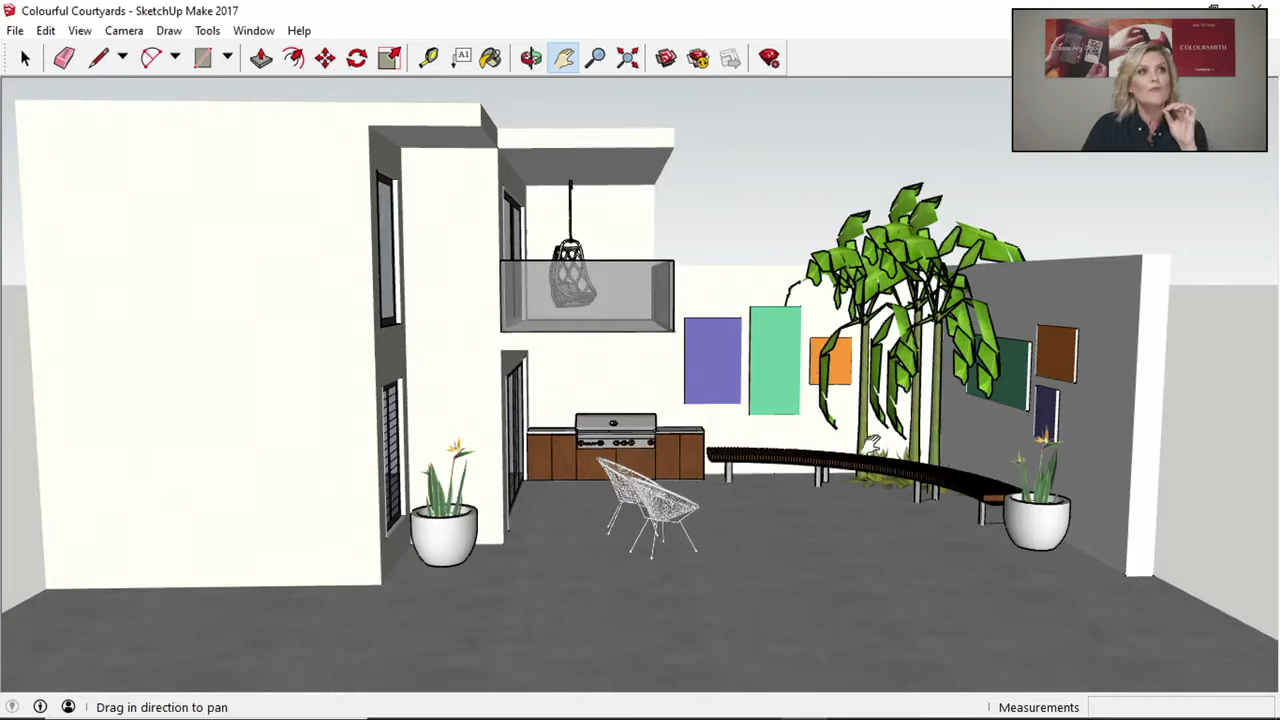 Colourful Courtyards - SketchUp Make 2017
File Edit View Camera Draw Tools Window Help
A1
COLOURSMITH
Drag in direction to pan
Measurements